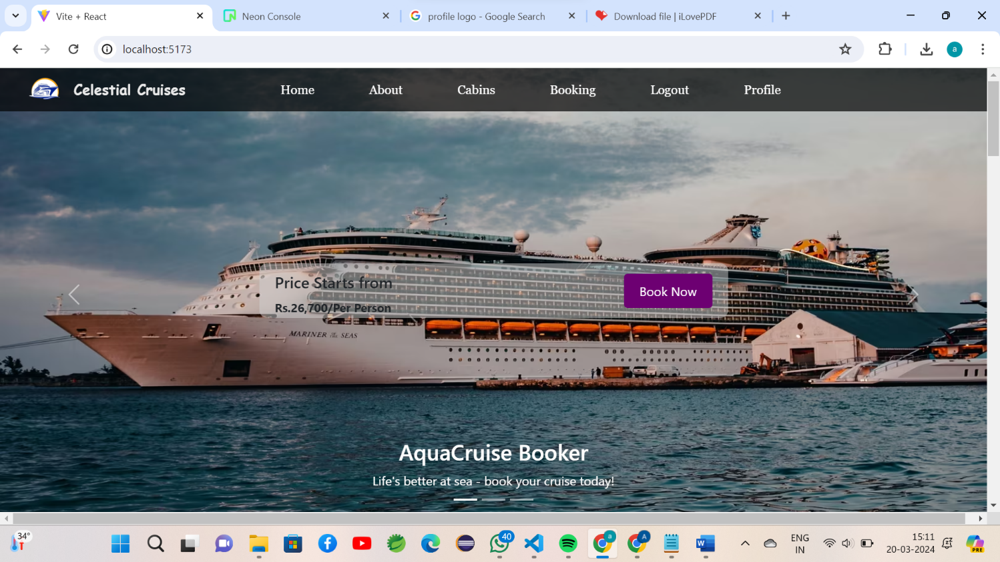 Vite + React
Neon Console
profile logo - Google Search
Download file | iLovePDF
localhost:5173
a
Celestial Cruises
Home
About
Cabins
Booking
Logout
Profile
Price Starts from
Rs.26,700/Per Person
Book Now
MARINER OF THE SEAS
AquaCruise Booker
Life's better at sea - book your cruise today!
34°
40
a
A
W
ENG
IN
15:11
20-03-2024
PRE